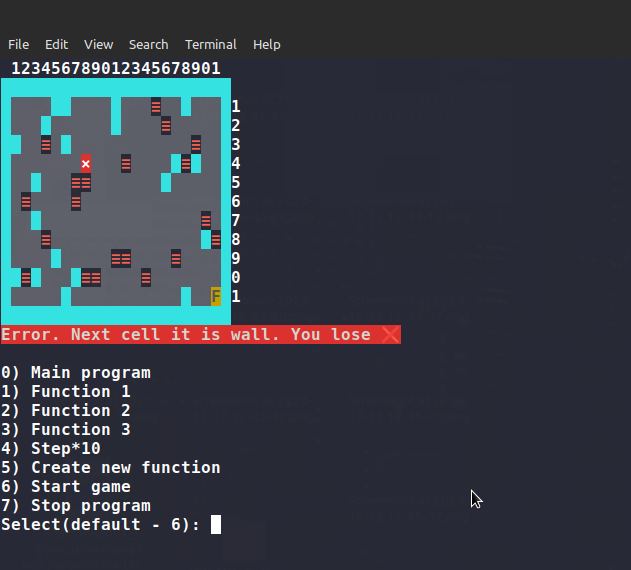 File Edit View Search Terminal Help
123456789012345678901
1
2
3
× 4
5
6
7
8
9
0
F 1
Error. Next cell it is wall. You lose ❌
0) Main program
1) Function 1
2) Function 2
3) Function 3
4) Step*10
5) Create new function
6) Start game
7) Stop program
Select(default - 6):